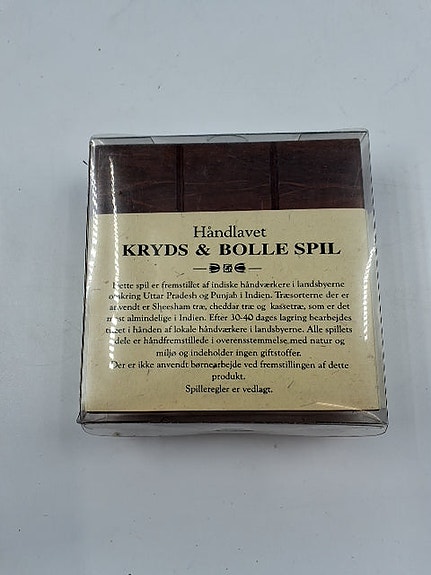 Håndlavet
KRYDS & BOLLE SPIL
Dette spil er fremstillet af indiske håndværkere i landsbyerne
omkring Uttar Pradesh og Punjab i Indien. Træsorterne der er
anvendt er Sheesham træ, cheddar træ og kassetræ, som er det
mest almindelige i Indien. Efter 30-40 dages lagring bearbejdes
træet i hånden af lokale håndværkere i landsbyerne. Alle spillets
dele er håndfremstillede i overensstemmelse med natur og
miljø og indeholder ingen giftstoffer.
Der er ikke anvendt børnearbejde ved fremstillingen af dette
produkt.
Spilleregler er vedlagt.